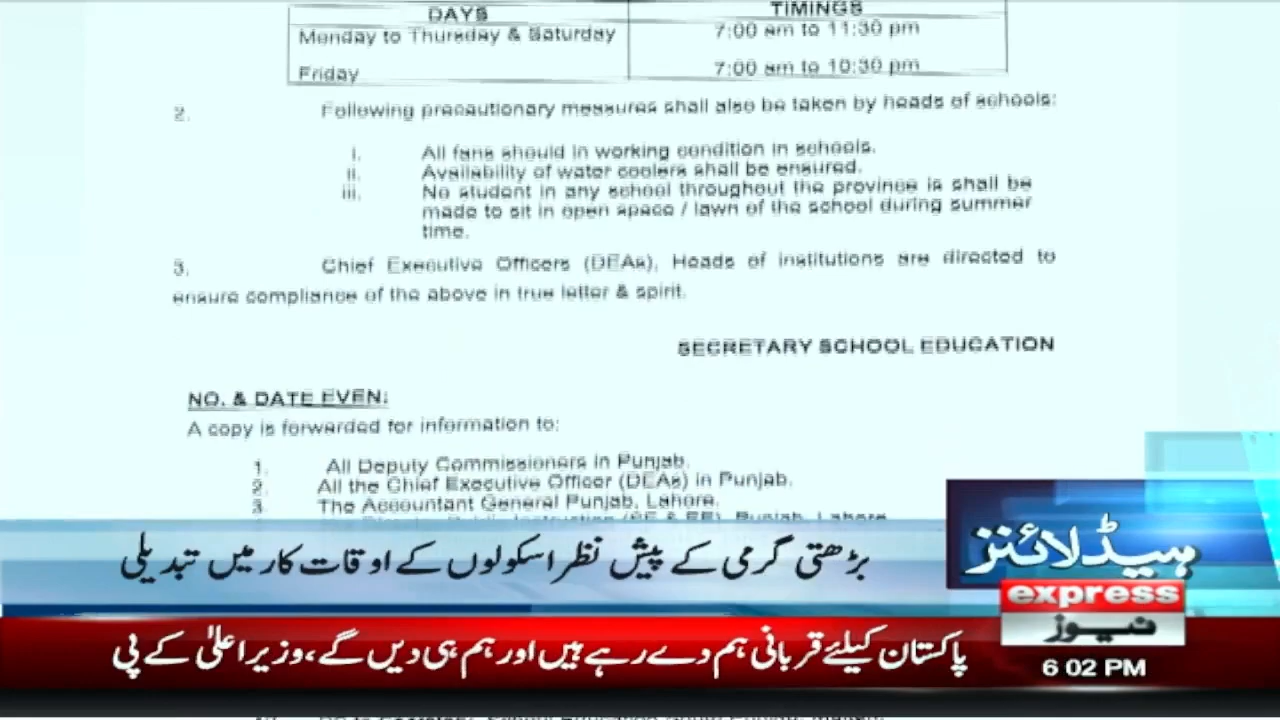 DAYS TIMINGS
Monday to Thursday & Saturday 7:00 am to 11:30 pm
Friday 7:00 am to 10:30 pm
2. Following precautionary measures shall also be taken by heads of schools:
i. All fans should in working condition in schools.
ii. Availability of water coolers shall be ensured.
iii. No student in any school throughout the province is shall be
made to sit in open space / lawn of the school during summer
time.
3. Chief Executive Officers (DEAs), Heads of institutions are directed to
ensure compliance of the above in true letter & spirit.
SECRETARY SCHOOL EDUCATION
NO. & DATE EVEN:
A copy is forwarded for information to:
1. All Deputy Commissioners in Punjab.
2. All the Chief Executive Officer (DEAs) in Punjab.
3. The Accountant General Punjab, Lahore.
بڑھتی گرمی کے پیش نظر اسکولوں کے اوقات کار میں تبدیلی
ہیڈلائنز
express
نیوز
6:02 PM
پاکستان کیلئے قربانی ہم دے رہے ہیں اور ہم ہی دیں گے، وزیراعلیٰ کے پی